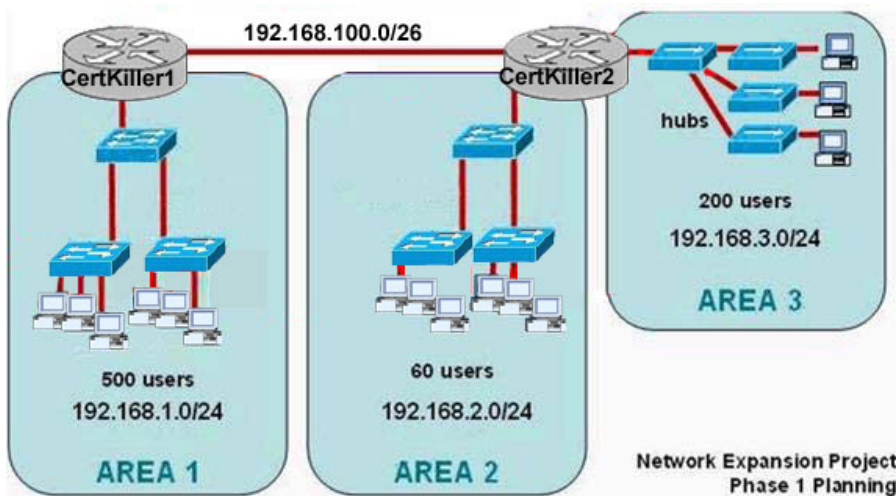 192.168.100.0/26
CertKiller1
CertKiller2
hubs
200 users
192.168.3.0/24
AREA 3
500 users
192.168.1.0/24
AREA 1
60 users
192.168.2.0/24
AREA 2
Network Expansion Project
Phase 1 Planning